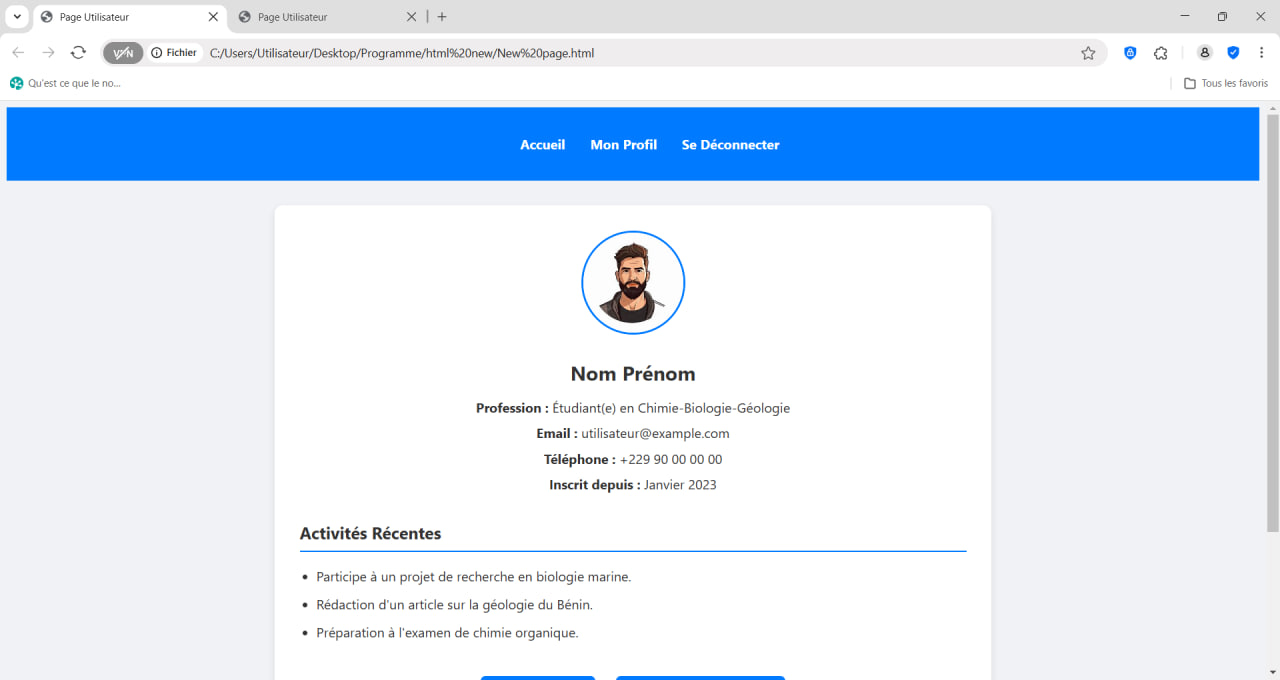 Page Utilisateur
Page Utilisateur
VPN
Fichier
C:/Users/Utilisateur/Desktop/Programme/html%20new/New%20page.html
Qu'est ce que le no...
Tous les favoris
Accueil Mon Profil Se Déconnecter
Nom Prénom
Profession : Étudiant(e) en Chimie-Biologie-Géologie
Email : utilisateur@example.com
Téléphone : +229 90 00 00 00
Inscrit depuis : Janvier 2023
Activités Récentes
Participe à un projet de recherche en biologie marine.
Rédaction d'un article sur la géologie du Bénin.
Préparation à l'examen de chimie organique.